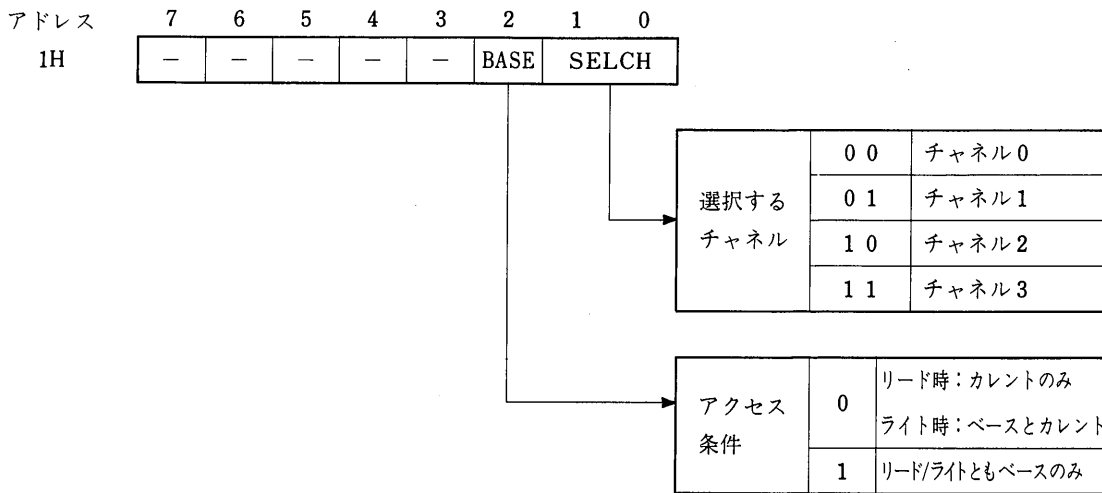 アドレス 7 6 5 4 3 2 1 0
1H － － － － － BASE SELCH
選択する
チャネル
0 0 チャネル0
0 1 チャネル1
1 0 チャネル2
1 1 チャネル3
アクセス
条件
0 リード時：カレントのみ
ライト時：ベースとカレント
1 リード/ライトともベースのみ